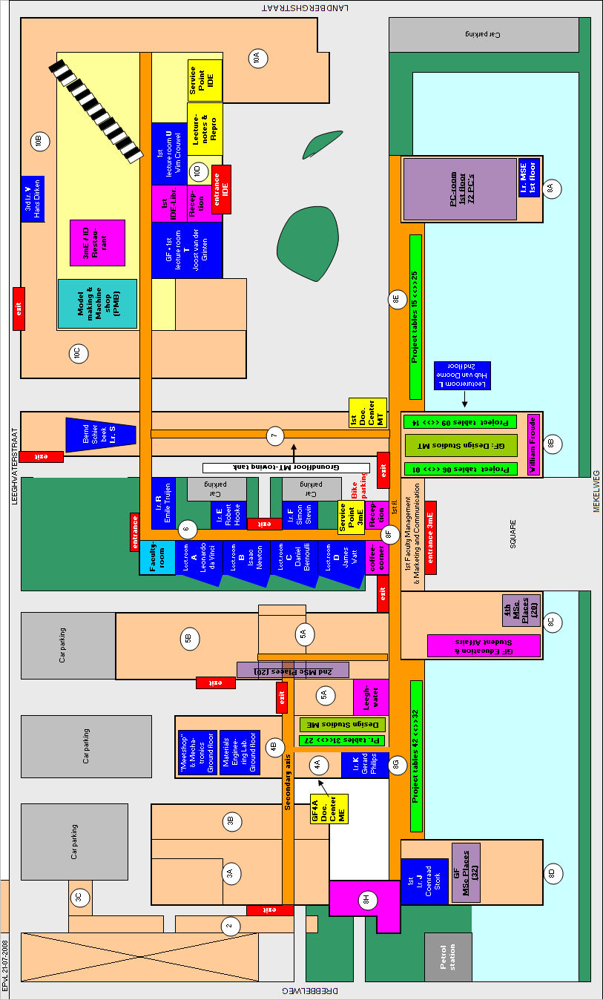 LANDBERGHSTRAAT
Car parking
10A
10B
Service
Point
IDE
Lecture-
notes &
Repro
1st
lecture room U
Wim Crouwel
10D
entrance
IDE
1st
IDE-Libr.
Recep-
tion
3rd l.r. V
Hans Dirken
3mE / ID
Restau-
rant
GF + 1st
lecture room
T
Joost van der
Grinten
Model
making &
Machine
shop
(PMB)
exit
10C
PC-room
1st floor
72 PC's
l.r. MSE
1st floor
8A
8E
Project tables 15 <<>>25
Lectureroom L
Hub van Doorne
2nd floor
LEEGHWATERSTRAAT
Bernd
Schier
beek
l.r. S
exit
7
1st
Doc.
Center
MT
Groundfloor MT-towing tank
Project tables 09 <<>> 14
GF: Design Studios MT
Project tables 06 <<>> 01
William Froude
8B
exit
MEKELWEG
l.r. R
Emile Truijen
Car
parking
l.r. E
Robert
Hooke
Car
parking
l.r. F
Simon
Stevin
Bike
parking
exit
Service
Point
3mE
Recep-
tion
1st fl.
entrance
6
8F
1st Faculty Management
& Marketing and Communication
entrance 3mE
SQUARE
Faculty-
room
Lect.room
A
Leonardo
da Vinci
Lect.room
B
Isaac
Newton
Lect.room
C
Daniel
Bernoulli
Lect.room
D
James
Watt
coffee-
corner
exit
Car parking
5B
5A
4th
MSc
Places
(20)
8C
GF Education &
Student Affairs
2nd MSc Places (20)
exit
exit
5A
Leegh-
water
Design Studios ME
Pr. tables 31<<>> 27
Car parking
"Meetshop"
& Mecha-
tronics
Ground floor
Materials
Enginee-
ring Lab.
Ground floor
4B
4A
l.r. K
Gerard
Philips
8G
Project tables 42 <<>>32
Secondary axis
GF4A
Doc.
Center
ME
Car parking
3B
3A
3C
1st
l.r. J
Coenraad
Stork
GF
MSc Places
(32)
8D
8H
exit
2
Petrol
station
EPvL 21-07-2008
DREBBELWEG